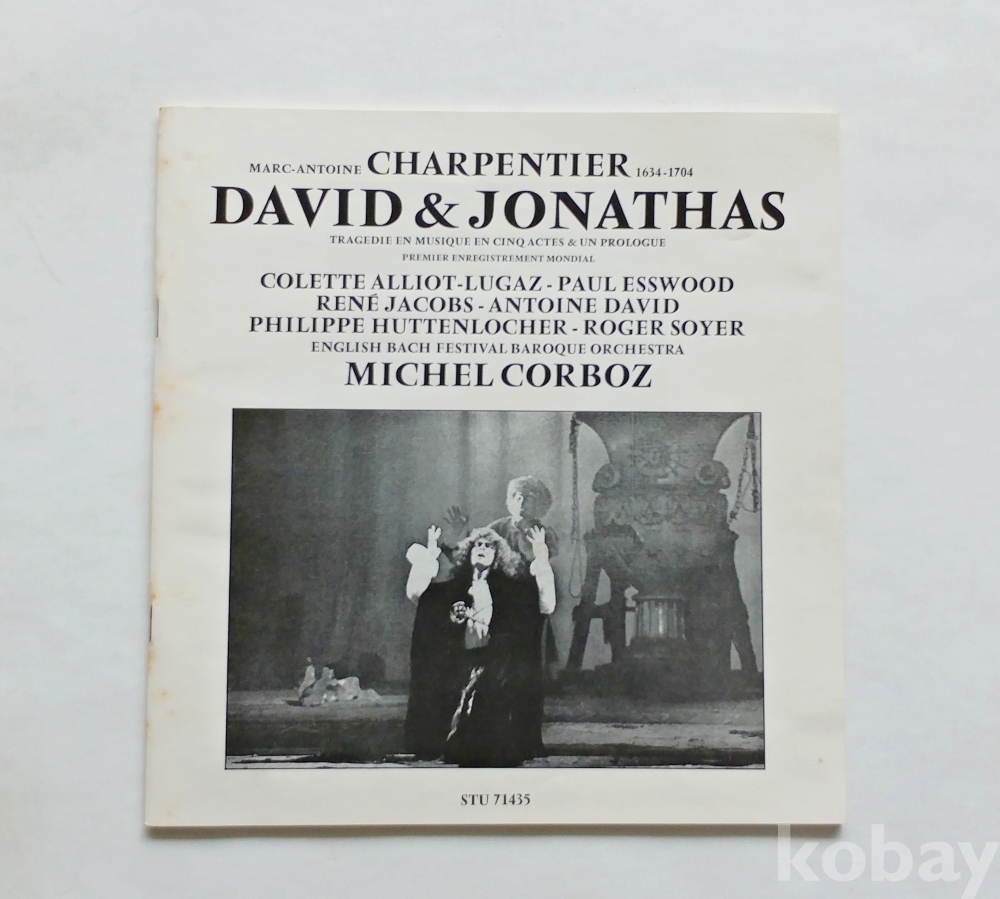 MARC-ANTOINE CHARPENTIER 1634-1704
DAVID & JONATHAS
TRAGEDIE EN MUSIQUE EN CINQ ACTES & UN PROLOGUE
PREMIER ENREGISTREMENT MONDIAL
COLETTE ALLIOT-LUGAZ - PAUL ESSWOOD
RENÉ JACOBS - ANTOINE DAVID
PHILIPPE HUTTENLOCHER - ROGER SOYER
ENGLISH BACH FESTIVAL BAROQUE ORCHESTRA
MICHEL CORBOZ
STU 71435
kobay